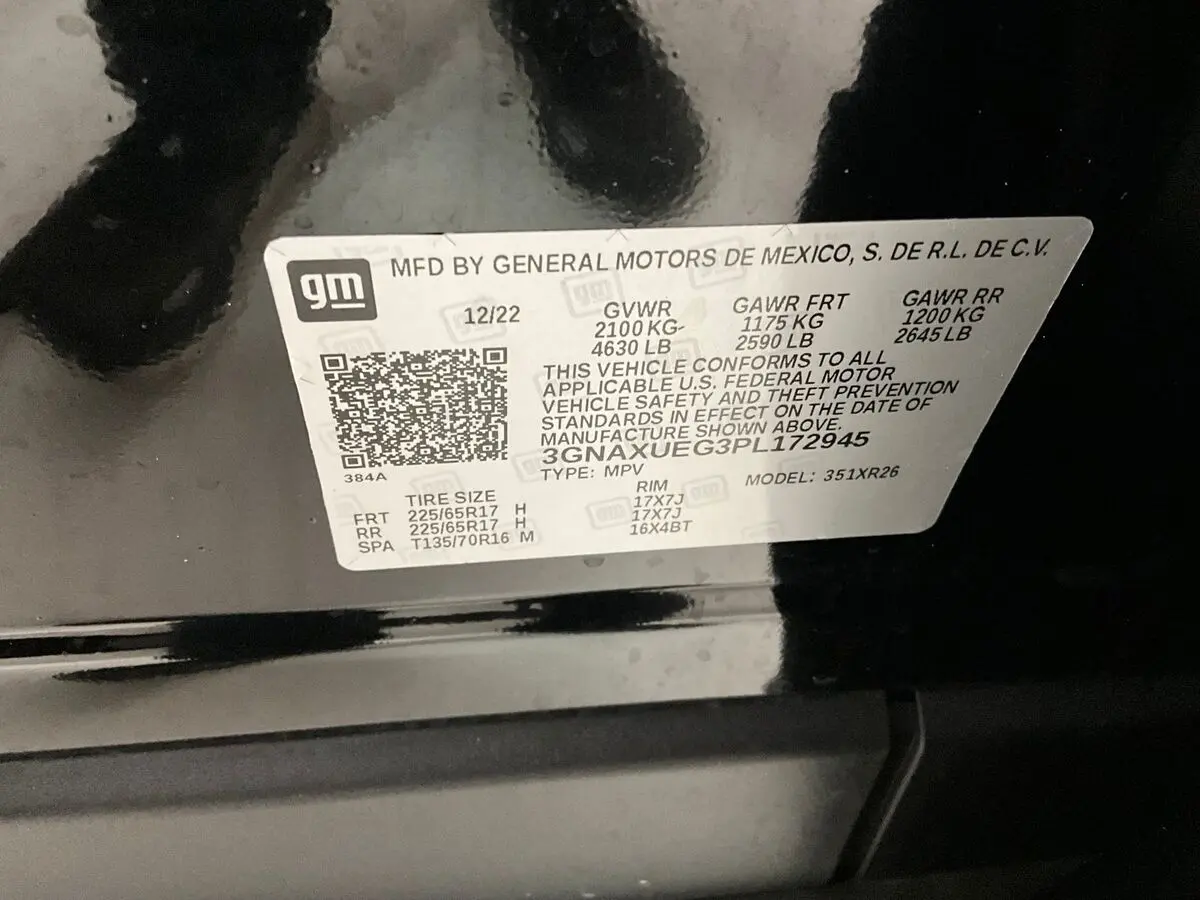 gm
MFD BY GENERAL MOTORS DE MEXICO, S. DE R.L. DE C.V.
12/22
GVWR GAWR FRT GAWR RR
2100 KG 1175 KG 1200 KG
4630 LB 2590 LB 2645 LB
THIS VEHICLE CONFORMS TO ALL
APPLICABLE U.S. FEDERAL MOTOR
VEHICLE SAFETY AND THEFT PREVENTION
STANDARDS IN EFFECT ON THE DATE OF
MANUFACTURE SHOWN ABOVE.
3GNAXUEG3PL172945
TYPE: MPV MODEL: 351XR26
384A
TIRE SIZE RIM
FRT 225/65R17 H 17X7J
RR 225/65R17 H 17X7J
SPA T135/70R16 M 16X4BT